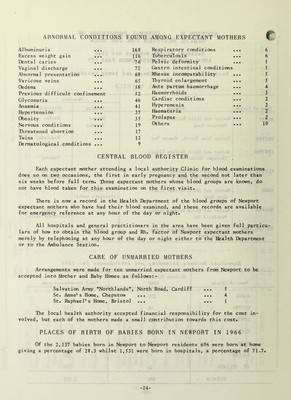 ABNORMAL CONDITIONS FOUND AMONG EXPECTANT MOTHERS
Albuminuria ... 168
Excess weight gain ... 116
Dental caries ... 76
Vaginal discharge ... 72
Abnormal presentation ... 69
Varicose veins ... 65
Oedema ... 58
Previous difficult confinement 52
Glycosuria ... 46
Anaemia ... 41
Hypertension ... 37
Obesity ... 35
Nervous conditions ... 19
Threatened abortion ... 17
Twins ... 12
Dermatological conditions ... 9
Respiratory conditions ... 6
Tuberculosis ... 6
Pelvic deformity ...
Gastro intestinal conditions
Rhesus incompatability ...
Thyroid enlargement ...
Ante partum haemorrhage ... 4
Haemorrhoids ...
Cardiac conditions ...
Hyperemesis ... 2
Haematuria ... 2
Prolapse ... 2
Others ... 10
CENTRAL BLOOD REGISTER
Each expectant mother attending a local authority Clinic for blood examinations
does so on two occasions, the first in early pregnancy and the second not later than
six weeks before full term. Those expectant mothers whose blood groups are known, do
not have blood taken for this examination on the first visit.
There is now a record in the Health Department of the blood groups of Newport
expectant mothers who have had their blood examined, and these records are available
for emergency reference at any hour of the day or night.
All hospitals and general practitioners in the area have been given full particu-
lars of how to obtain the blood group and Rh. Factor of Newport expectant mothers
merely by telephoning at any hour of the day or night either to the Health Department
or to the Ambulance Station.
CARE OF UNMARRIED MOTHERS
Arrangements were made for ten unmarried expectant mothers from Newport to be
accepted into Mother and Baby Homes as follows:-
Salvation Army "Northlands", North Road, Cardiff ... 5
St. Anne's Home, Chepstow ... ... 4
St. Raphael's Home, Bristol ... ... 1
The local health authority accepted financial responsibility for the cost in-
volved, but each of the mothers made a small contribution towards this cost.
PLACES OF BIRTH OF BABIES BORN IN NEWPORT IN 1966
Of the 2,137 babies born in Newport to Newport residents 606 were born at home
giving a percentage of 28.3 whilst 1,531 were born in hospitals, a percentage of 71.7.
-24-